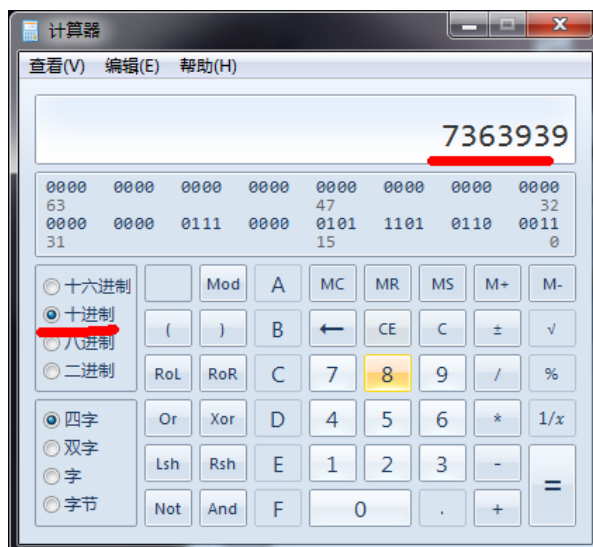 计算器
查看(V) 编辑(E) 帮助(H)
7363939
0000 0000 0000 0000 0000 0000 0000 0000
63 47 32
0000 0000 0111 0000 0101 1101 0110 0011
31 15 0
十六进制 Mod A MC MR MS M+ M-
十进制 ( ) B ← CE C ± √
八进制
二进制 RoL RoR C 7 8 9 / %
四字 Or Xor D 4 5 6 * 1/x
双字
字 Lsh Rsh E 1 2 3 - =
字节 Not And F 0 . +